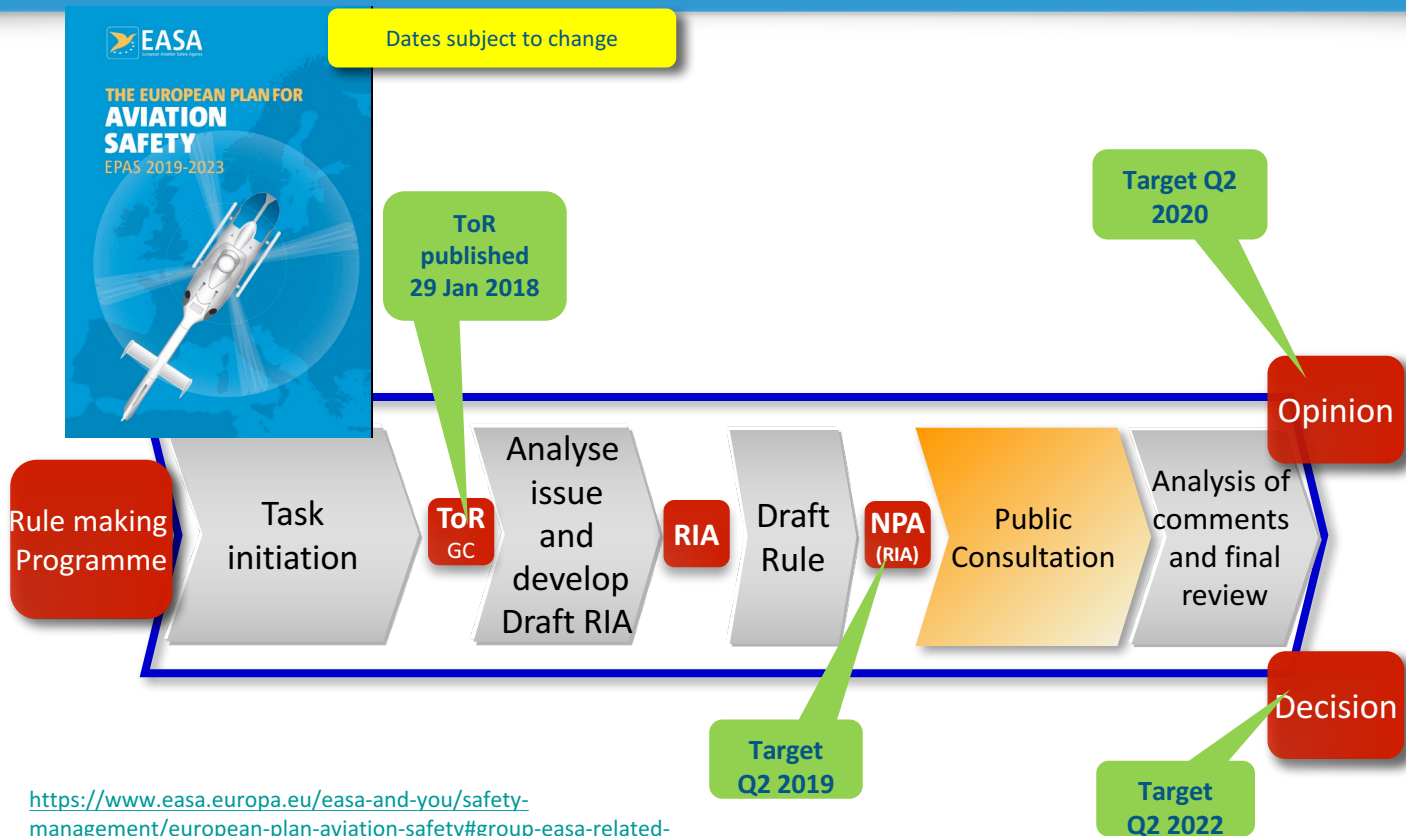 EASA
European Aviation Safety Agency
Dates subject to change
THE EUROPEAN PLAN FOR
AVIATION
SAFETY
EPAS 2019-2023
ToR
published
29 Jan 2018
Target Q2
2020
Opinion
Rule making
Programme
Task
initiation
ToR
GC
Analyse
issue
and
develop
Draft RIA
RIA
Draft
Rule
NPA
(RIA)
Public
Consultation
Analysis of
comments
and final
review
Decision
Target
Q2 2019
Target
Q2 2022
https://www.easa.europa.eu/easa-and-you/safety-
management/european-plan-aviation-safety#group-easa-related-